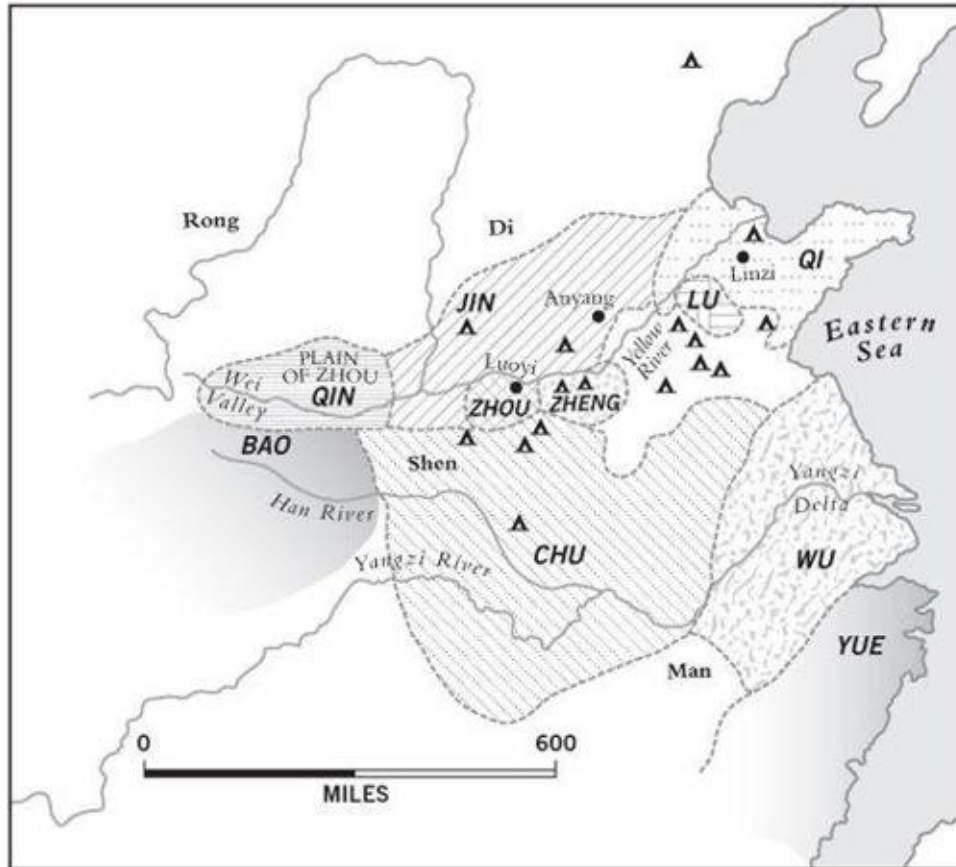 Rong
Di
QI
Linzi
LU
JIN
Anyang
Eastern
Sea
Yellow
River
PLAIN
OF ZHOU
Luoyi
Wei
Valley
QIN
ZHOU
ZHENG
BAO
Shen
Yangzi
Delta
Han River
CHU
WU
Yangzi River
YUE
Man
0
600
MILES